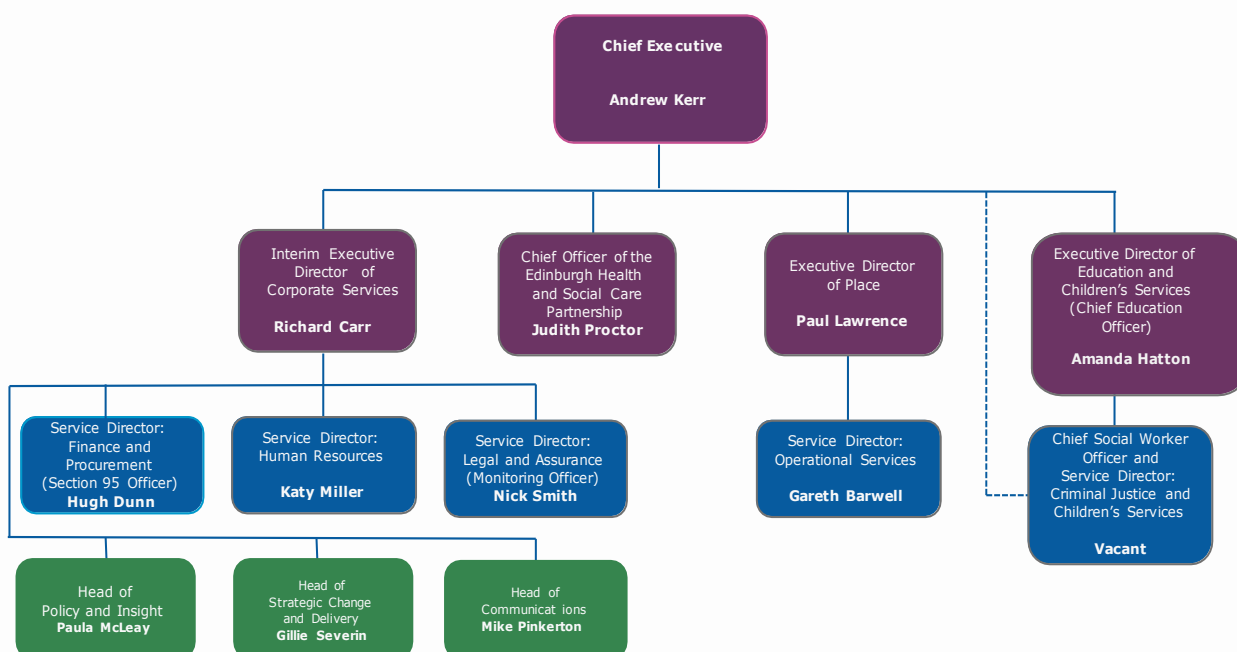 Chief Executive
Andrew Kerr
Interim Executive
Director of
Corporate Services
Richard Carr
Chief Officer of the
Edinburgh Health
and Social Care
Partnership
Judith Proctor
Executive Director
of Place
Paul Lawrence
Executive Director of
Education and
Children's Services
(Chief Education
Officer)
Amanda Hatton
Service Director:
Finance and
Procurement
(Section 95 Officer)
Hugh Dunn
Service Director:
Human Resources
Katy Miller
Service Director:
Legal and Assurance
(Monitoring Officer)
Nick Smith
Service Director:
Operational Services
Gareth Barwell
Chief Social Worker
Officer and
Service Director:
Criminal Justice and
Children's Services
Vacant
Head of
Policy and Insight
Paula McLeay
Head of
Strategic Change
and Delivery
Gillie Severin
Head of
Communicat ions
Mike Pinkerton